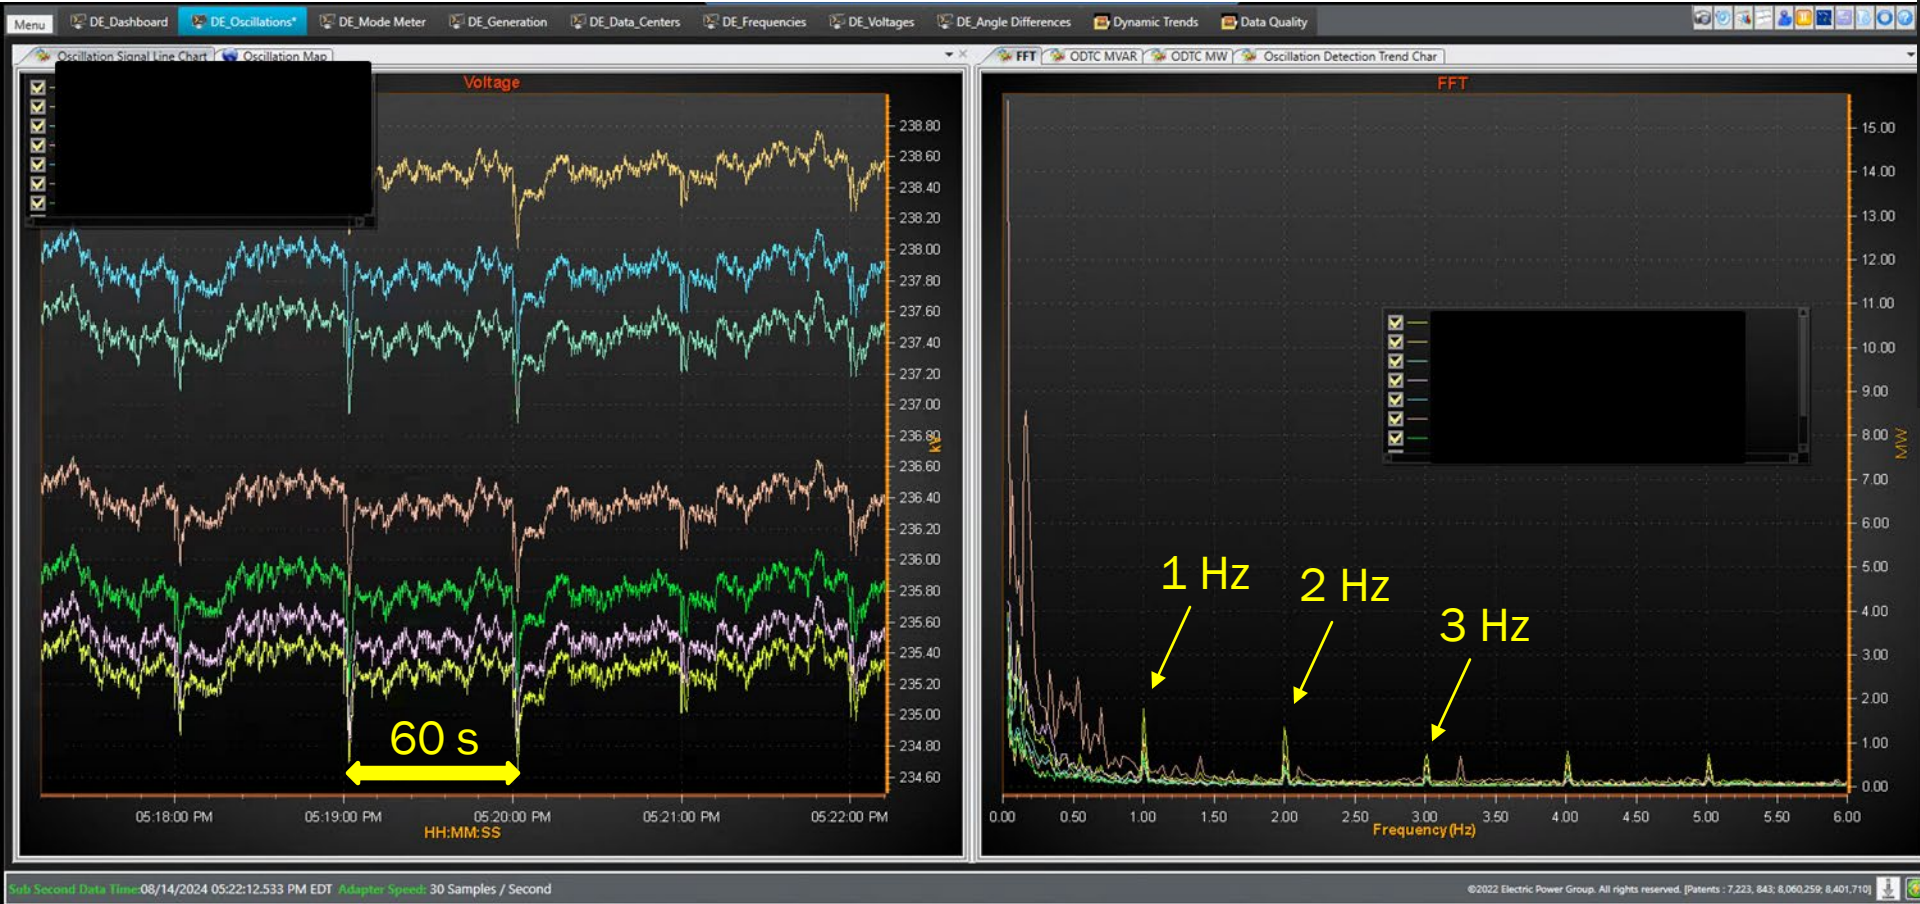 Menu DE_Dashboard DE_Oscillations* DE_Mode Meter DE_Generation DE_Data_Centers DE_Frequencies DE_Voltages DE_Angle Differences Dynamic Trends Data Quality
Oscillation Signal Line Chart Oscillation Map
Voltage
238.80
238.60
238.40
238.20
238.00
237.80
237.60
237.40
237.20
237.00
236.80
kV
236.60
236.40
236.20
236.00
235.80
235.60
235.40
235.20
235.00
234.80
234.60
60 s
05:18:00 PM 05:19:00 PM 05:20:00 PM 05:21:00 PM 05:22:00 PM
HH:MM:SS
FFT ODTC MVAR ODTC MW Oscillation Detection Trend Char
FFT
15.00
14.00
13.00
12.00
11.00
10.00
9.00
8.00
MW
7.00
6.00
5.00
4.00
3.00
2.00
1.00
0.00
1 Hz
2 Hz
3 Hz
0.00 0.50 1.00 1.50 2.00 2.50 3.00 3.50 4.00 4.50 5.00 5.50 6.00
Frequency(Hz)
Sub Second Data Time:08/14/2024 05:22:12.533 PM EDT Adapter Speed: 30 Samples / Second
©2022 Electric Power Group. All rights reserved. [Patents : 7,223, 843; 8,060,259; 8,401,710]